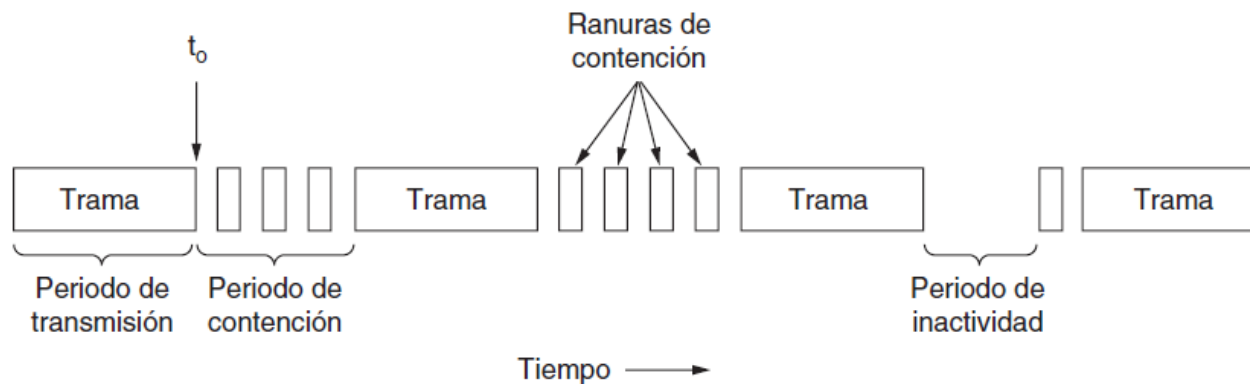 t₀
Ranuras de
contención
Trama
Trama
Trama
Trama
Periodo de
transmisión
Periodo de
contención
Periodo de
inactividad
Tiempo